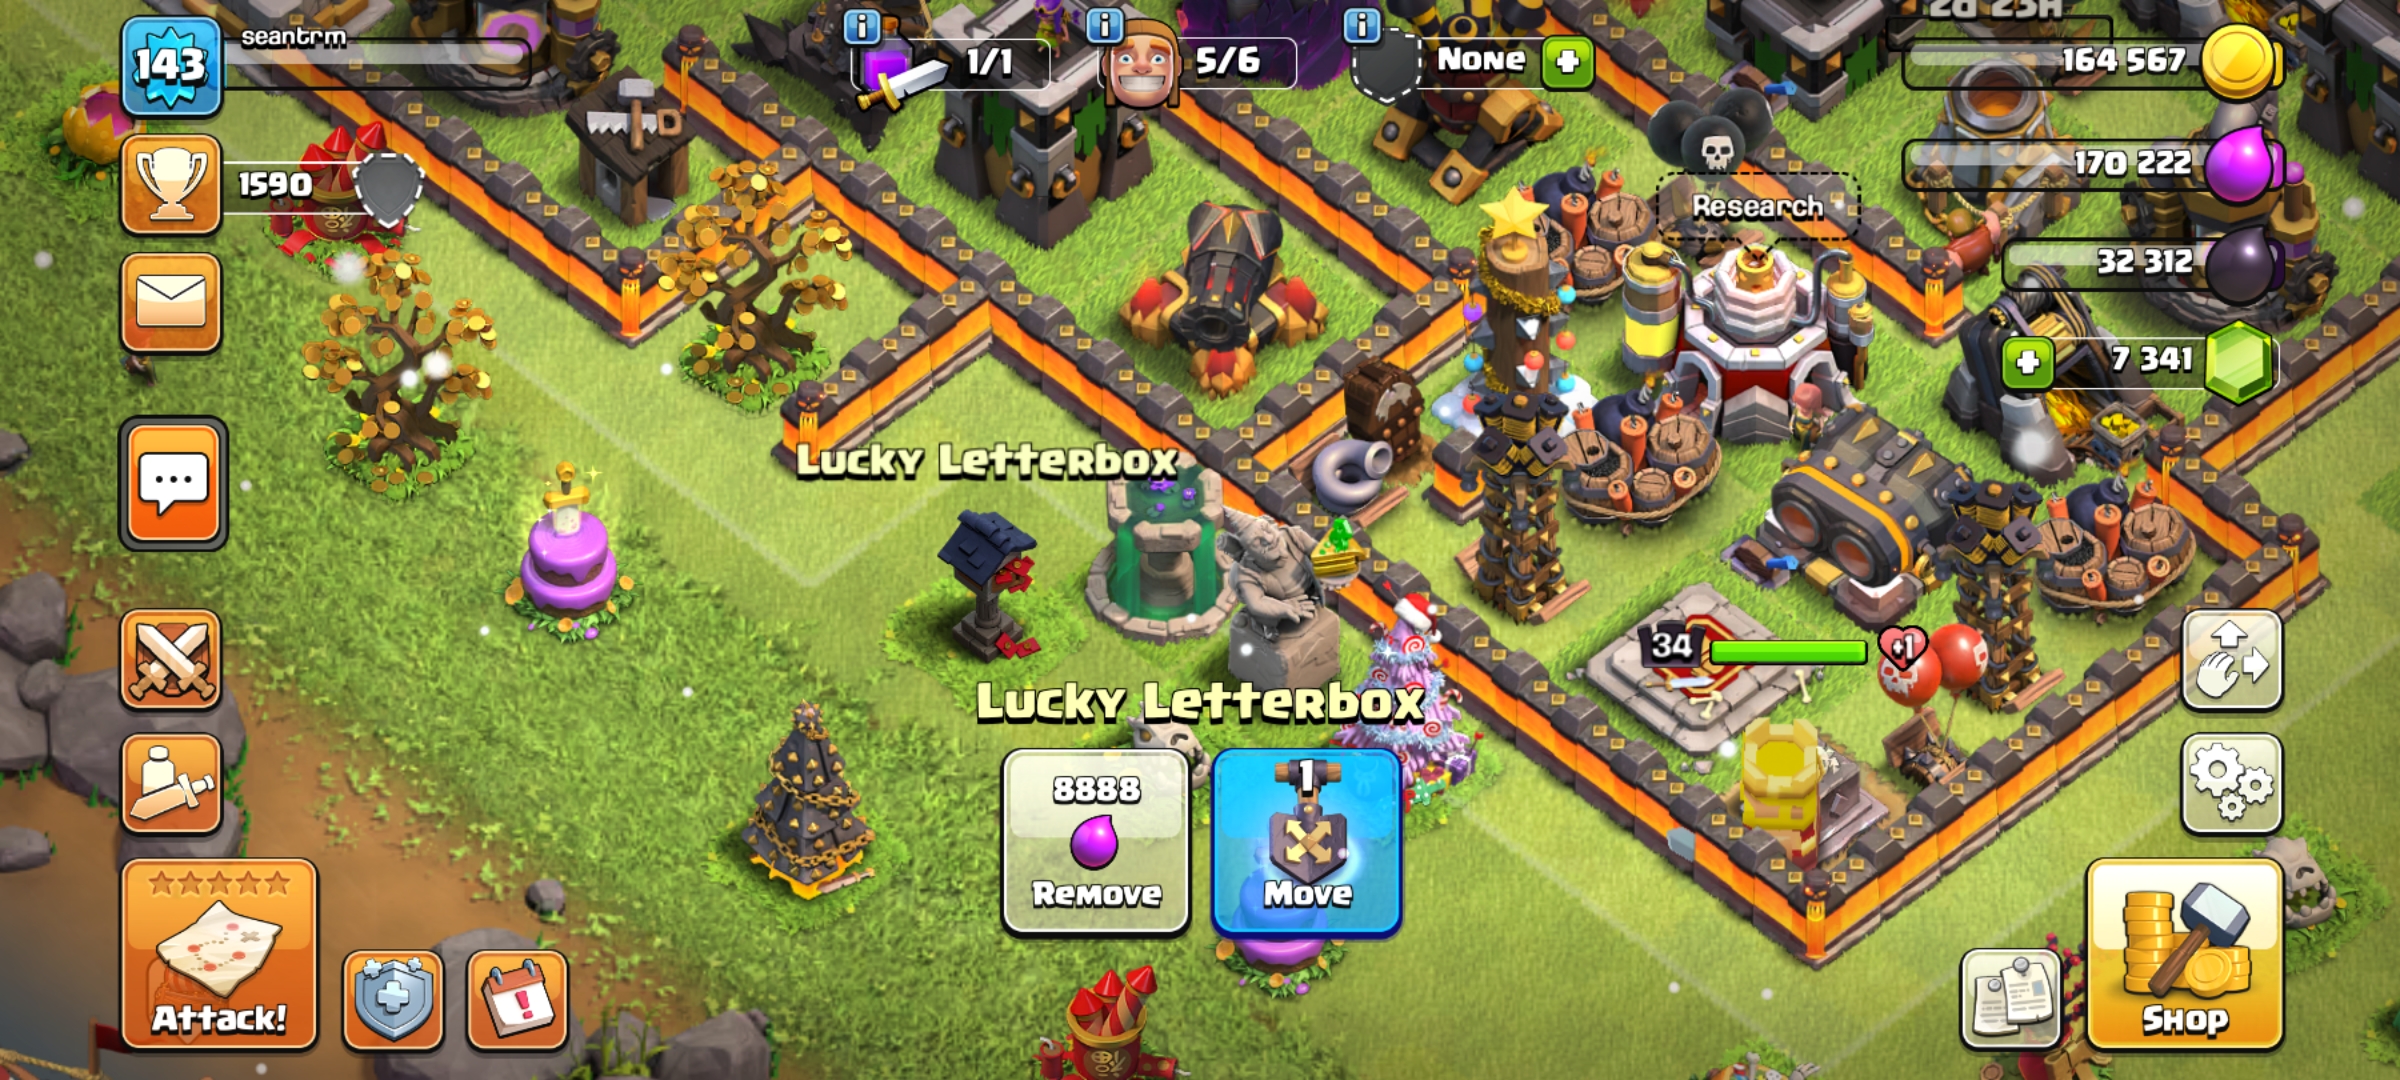 143
seantrm
1/1
5/6
None
2d 23H
164 567
1590
170 222
Research
32 312
7 341
Lucky Letterbox
34
+1
Lucky Letterbox
8888
Remove
1
Move
Attack!
Shop